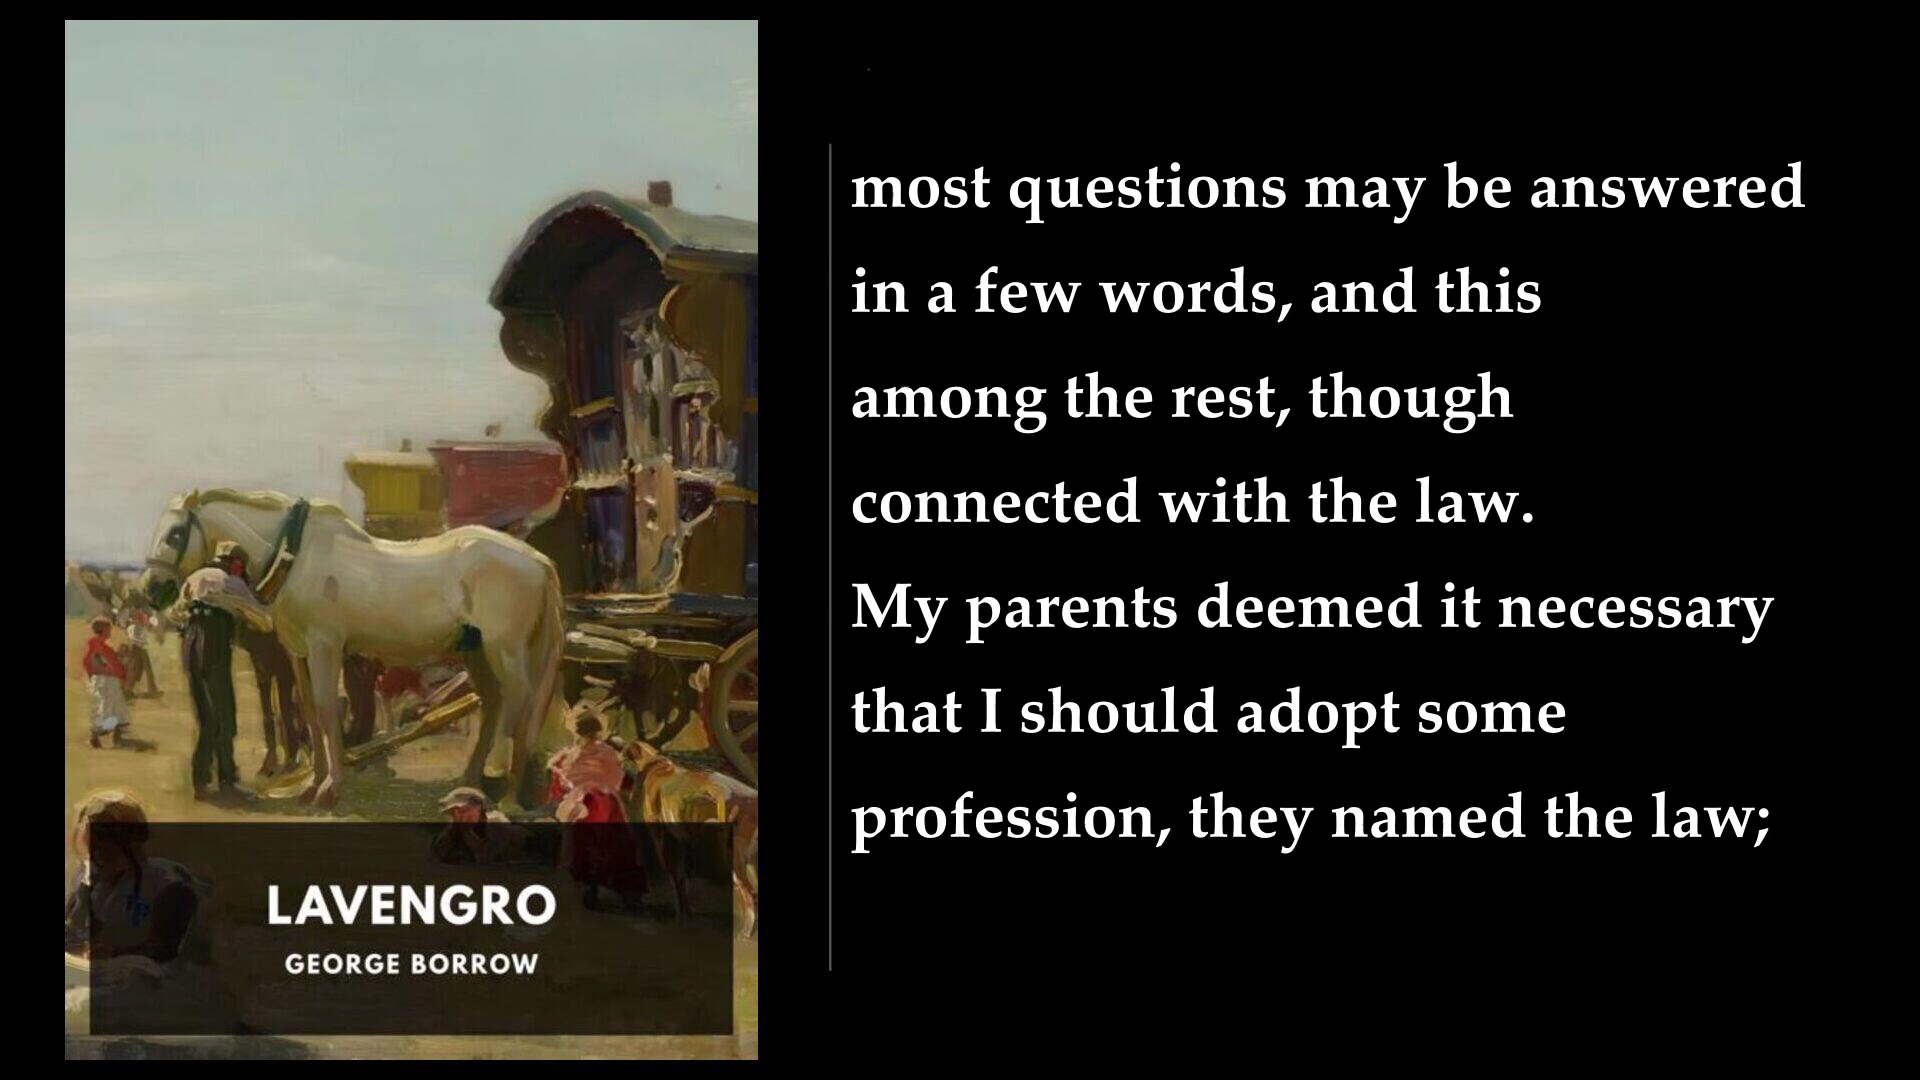 LAVENGRO
GEORGE BORROW
most questions may be answered
in a few words, and this
among the rest, though
connected with the law.
My parents deemed it necessary
that I should adopt some
profession, they named the law;